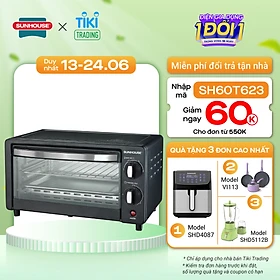 SUNHOUSE
TIKI
TRADING
ĐIỆN GIA DỤNG
1 ĐỔI 1
Duy nhất 13-24.06
Miễn phí đổi trả tận nhà
Nhập mã
SH60T623
Giảm ngay
60K
Cho đơn từ 550K
SUNHOUSE
QUÀ TẶNG 3 ĐƠN CAO NHẤT
2
Model
VI113
3
1
Model
SHD4087
Model
SHD5112B
* Chỉ áp dụng cho nhà bán Tiki Trading
* Kiểm tra đơn hàng trước khi đặt,
số lượng quà tặng và coupon có hạn